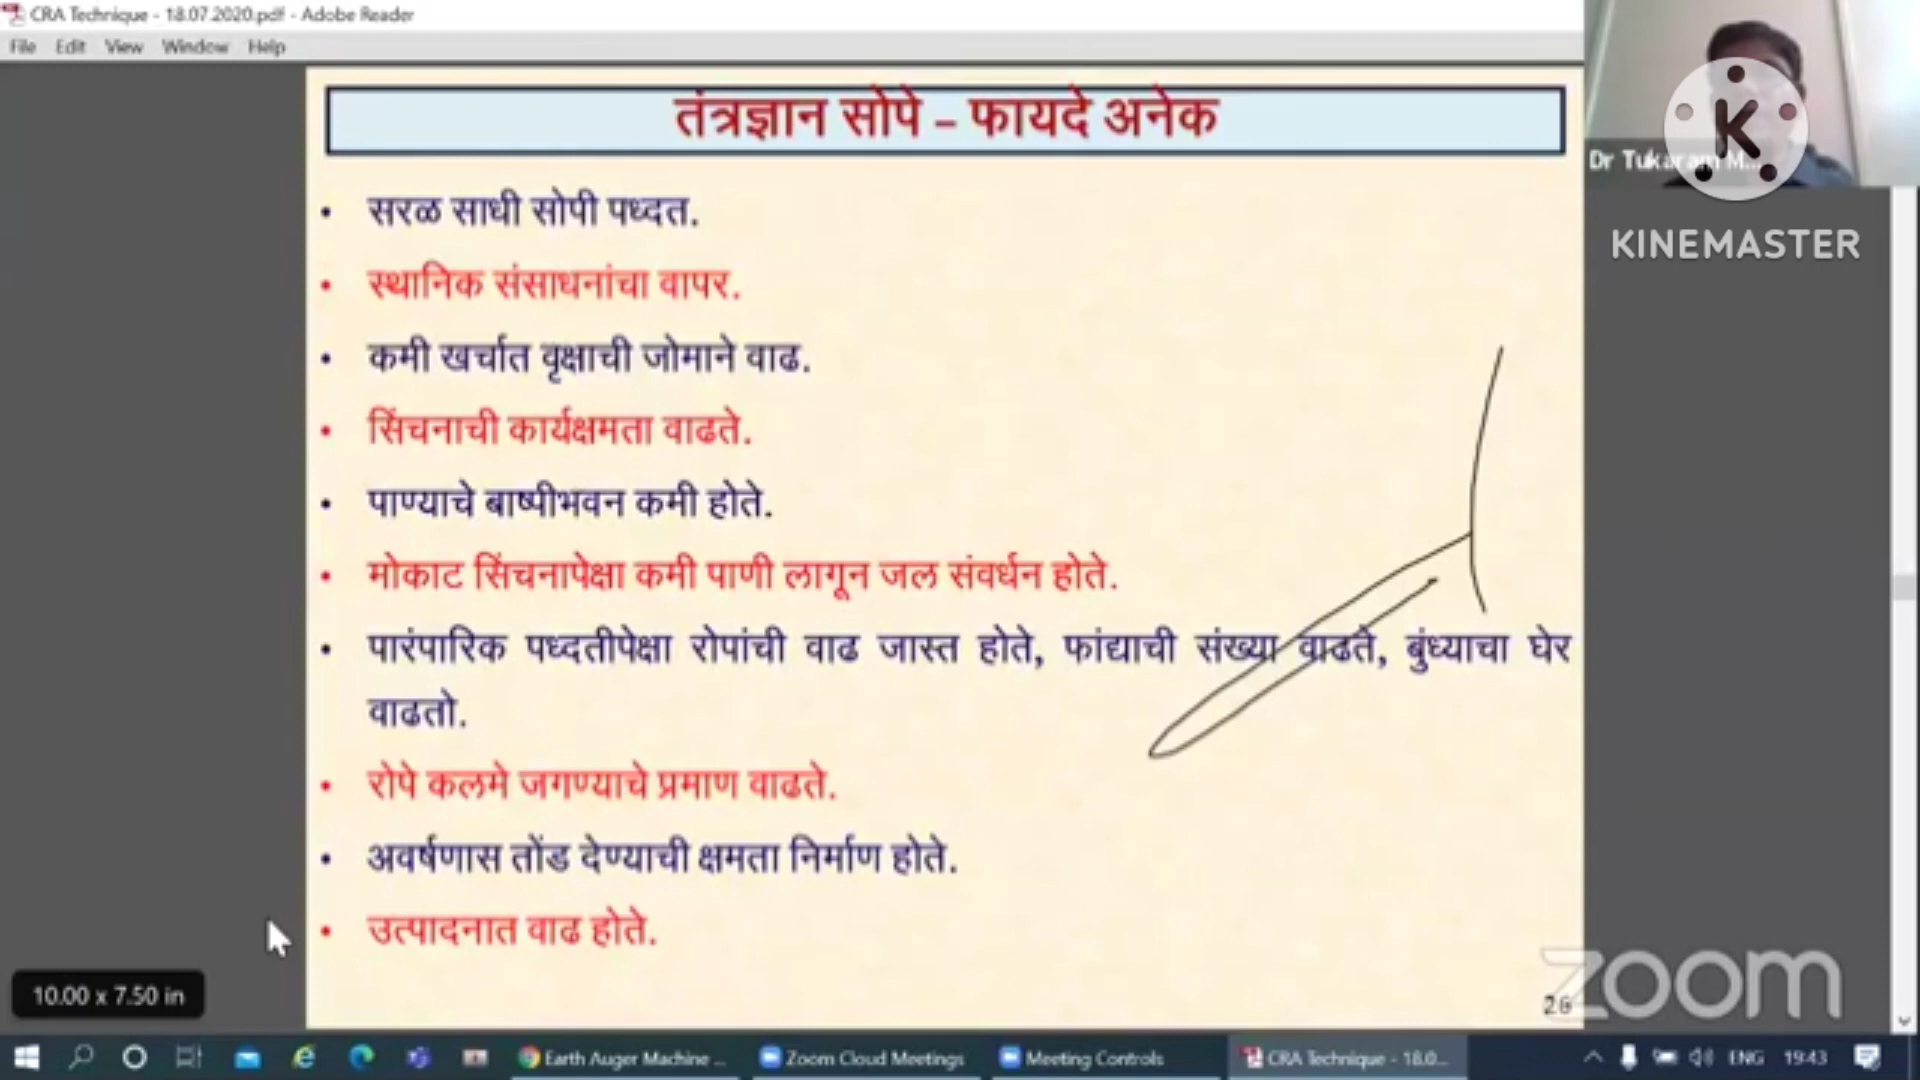 CRA Technique - 18.07.2020.pdf - Adobe Reader
File Edit View Window Help
तंत्रज्ञान सोपे – फायदे अनेक
• सरळ साधी सोपी पध्दत.
• स्थानिक संसाधनांचा वापर.
• कमी खर्चात वृक्षाची जोमाने वाढ.
• सिंचनाची कार्यक्षमता वाढते.
• पाण्याचे बाष्पीभवन कमी होते.
• मोकाट सिंचनापेक्षा कमी पाणी लागून जल संवर्धन होते.
• पारंपारिक पध्दतीपेक्षा रोपांची वाढ जास्त होते, फांद्याची संख्या वाढते, बुंध्याचा घेर
वाढतो.
• रोपे कलमे जगण्याचे प्रमाण वाढते.
• अवर्षणास तोंड देण्याची क्षमता निर्माण होते.
• उत्पादनात वाढ होते.
Dr Tukaram M...
K
KINEMASTER
10.00 x 7.50 in
zoom
Earth Auger Machine ... Zoom Cloud Meetings Meeting Controls CRA Technique - 18.0... ENG 19:43